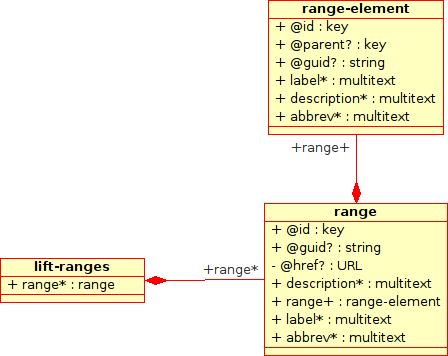 range-element
+ @id : key
+ @parent? : key
+ @guid? : string
+ label* : multitext
+ description* : multitext
+ abbrev* : multitext
+range+
range
+ @id : key
+ @guid? : string
- @href? : URL
+ description* : multitext
+ range+ : range-element
+ label* : multitext
+ abbrev* : multitext
+range*
lift-ranges
+ range* : range